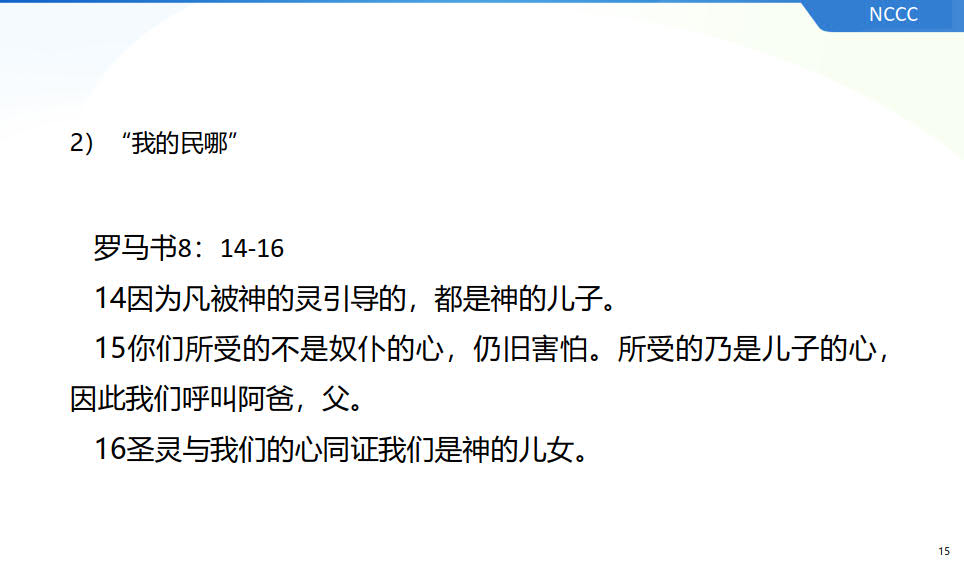 NCCC
2）“我的民哪”
罗马书8：14-16
14因为凡被神的灵引导的，都是神的儿子。
15你们所受的不是奴仆的心，仍旧害怕。所受的乃是儿子的心，
因此我们呼叫阿爸，父。
16圣灵与我们的心同证我们是神的儿女。
15